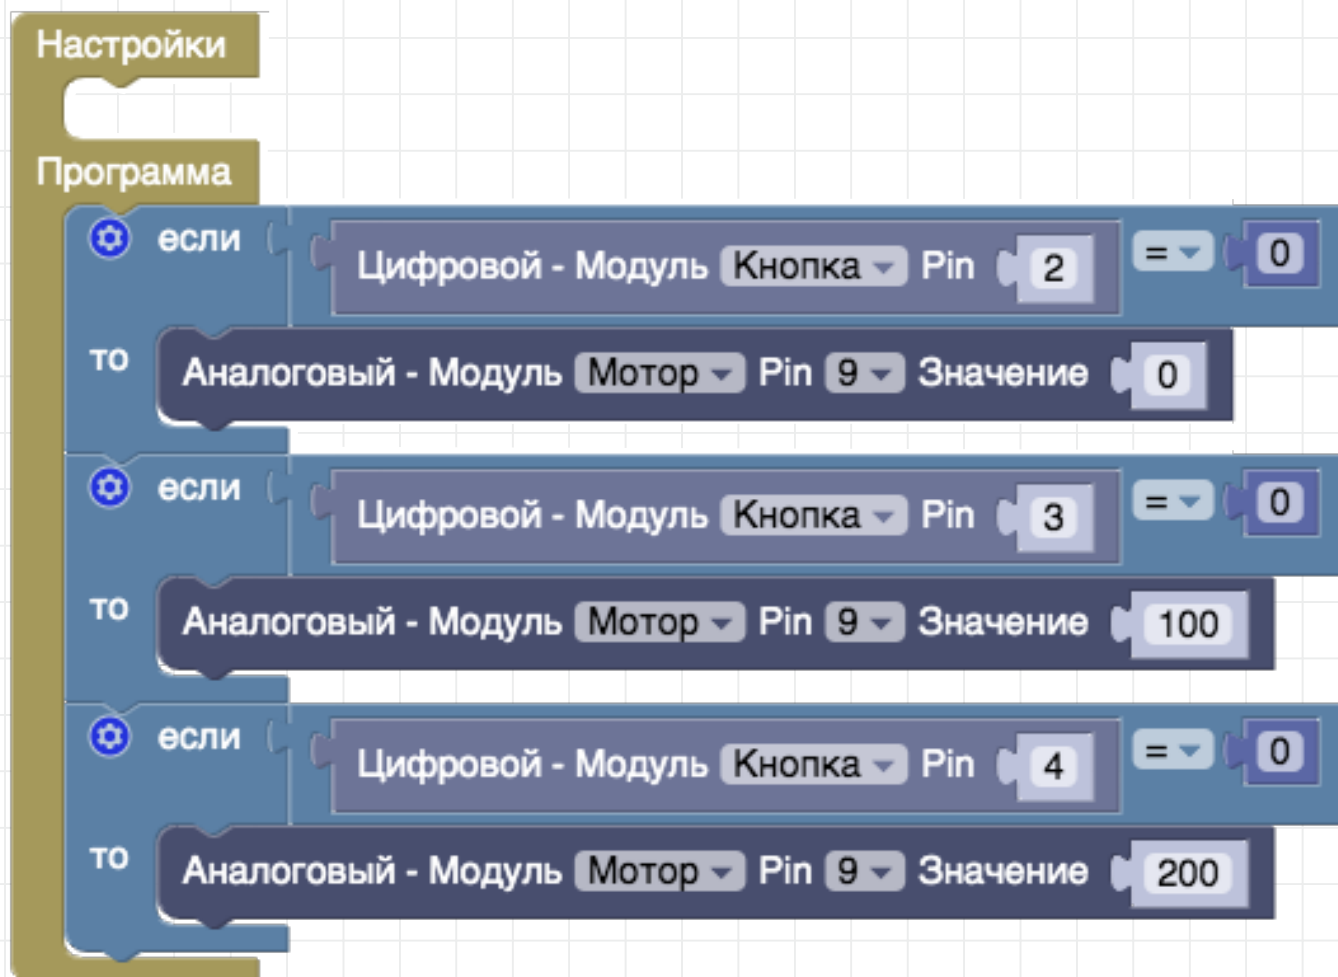 Настройки
Программа
если Цифровой - Модуль Кнопка Pin 2 = 0
то Аналоговый - Модуль Мотор Pin 9 Значение 0
если Цифровой - Модуль Кнопка Pin 3 = 0
то Аналоговый - Модуль Мотор Pin 9 Значение 100
если Цифровой - Модуль Кнопка Pin 4 = 0
то Аналоговый - Модуль Мотор Pin 9 Значение 200